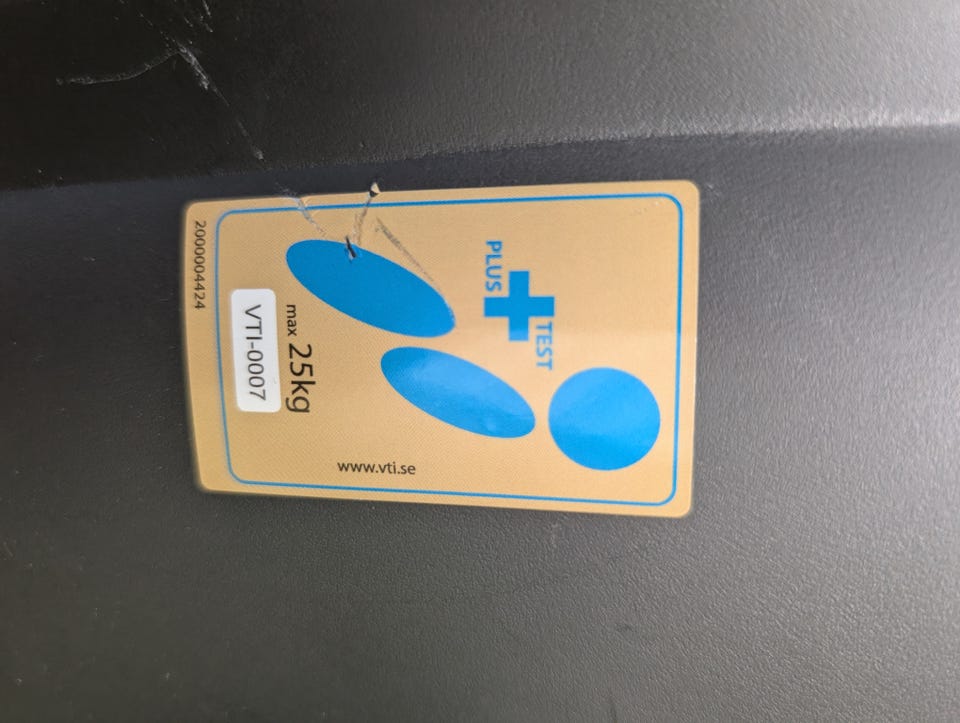 PLUS
TEST
www.vti.se
max 25kg
VTI-0007
2000004424